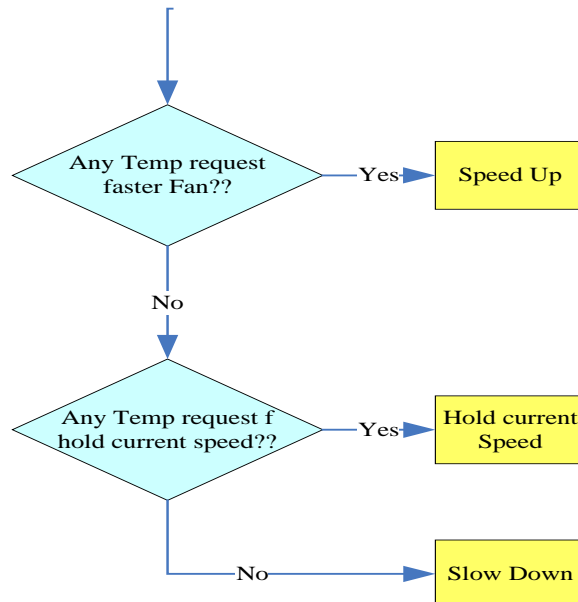 Any Temp request
faster Fan??
Yes
Speed Up
No
Any Temp request f
hold current speed??
Yes
Hold current
Speed
No
Slow Down